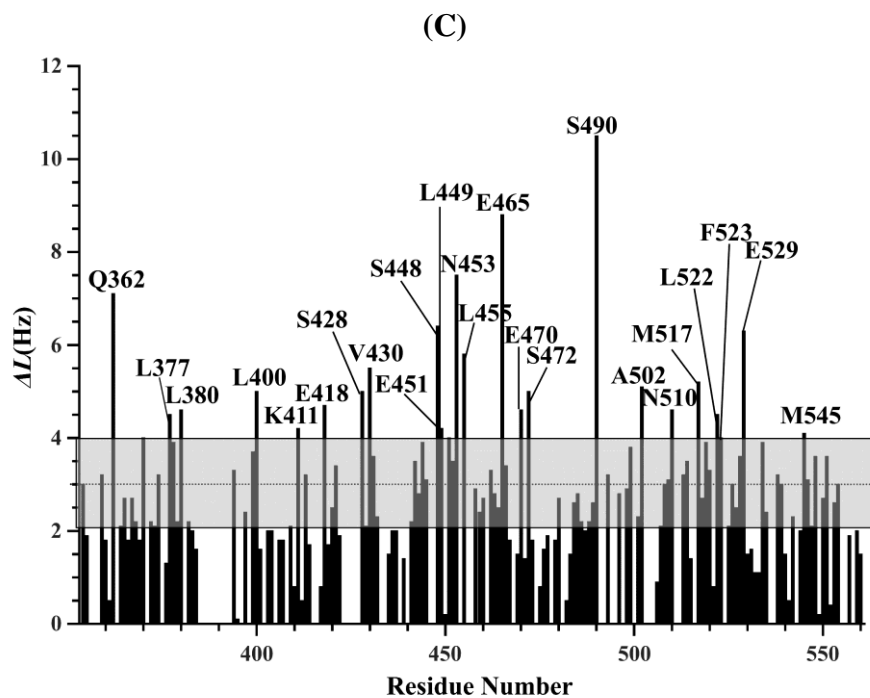 (C)
12
S490
10
L449
E465
F523
8
E529
N453
L522
S448
Q362
L455
S428
6
E470
M517
V430
S472
L377
E451
A502
L380
L400
E418
N510
K411
M545
4
2
0
ΔL(Hz)
400
450
500
550
Residue Number